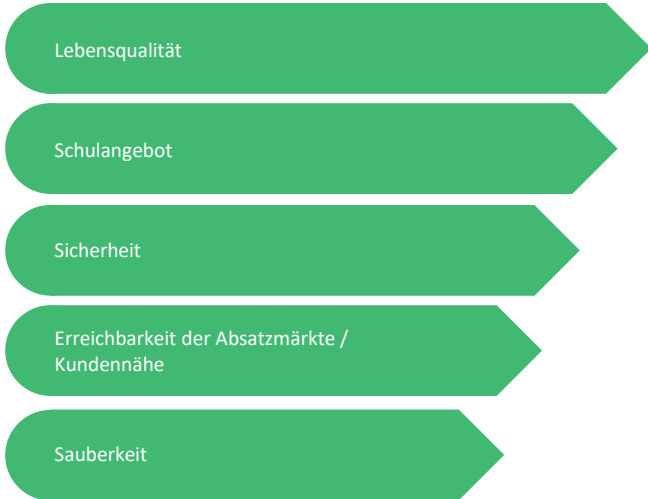 Lebensqualität
Schulangebot
Sicherheit
Erreichbarkeit der Absatzmärkte /
Kundennähe
Sauberkeit